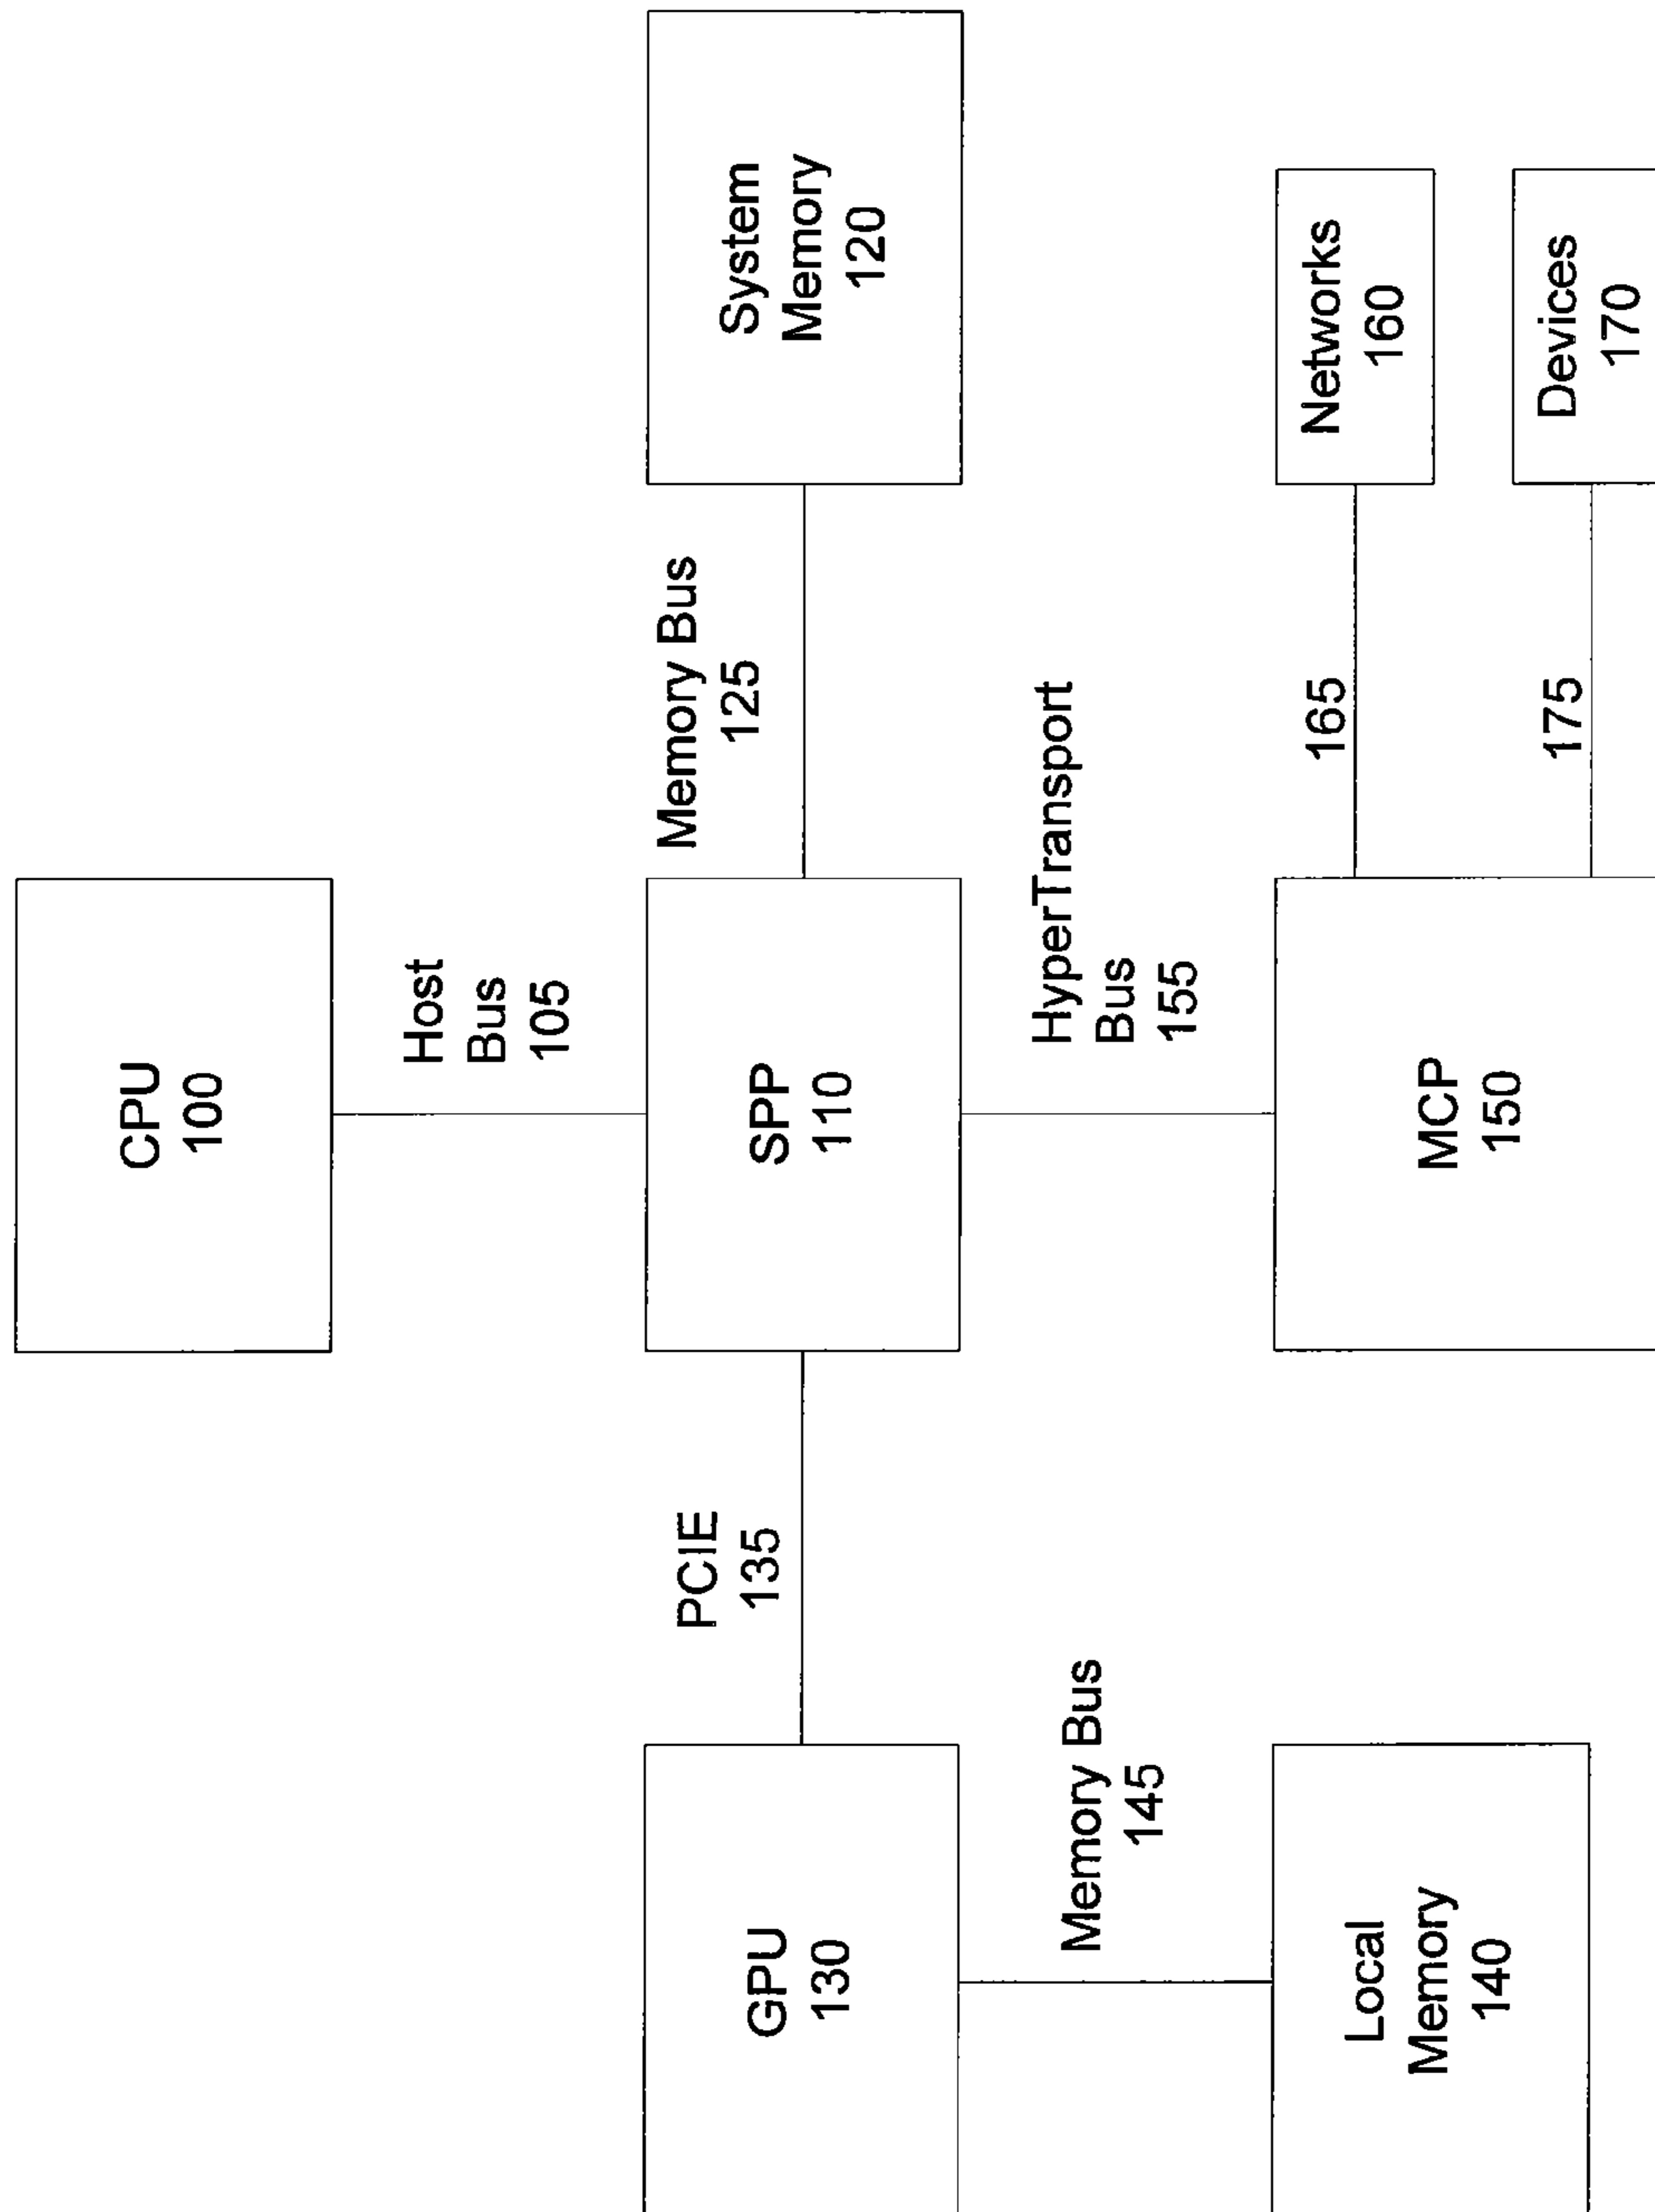 CPU
100
Host
Bus
105
GPU
130
PCIE
135
SPP
110
Memory Bus
125
System
Memory
120
Memory Bus
145
HyperTransport
Bus
155
Local
Memory
140
MCP
150
165
Networks
160
175
Devices
170